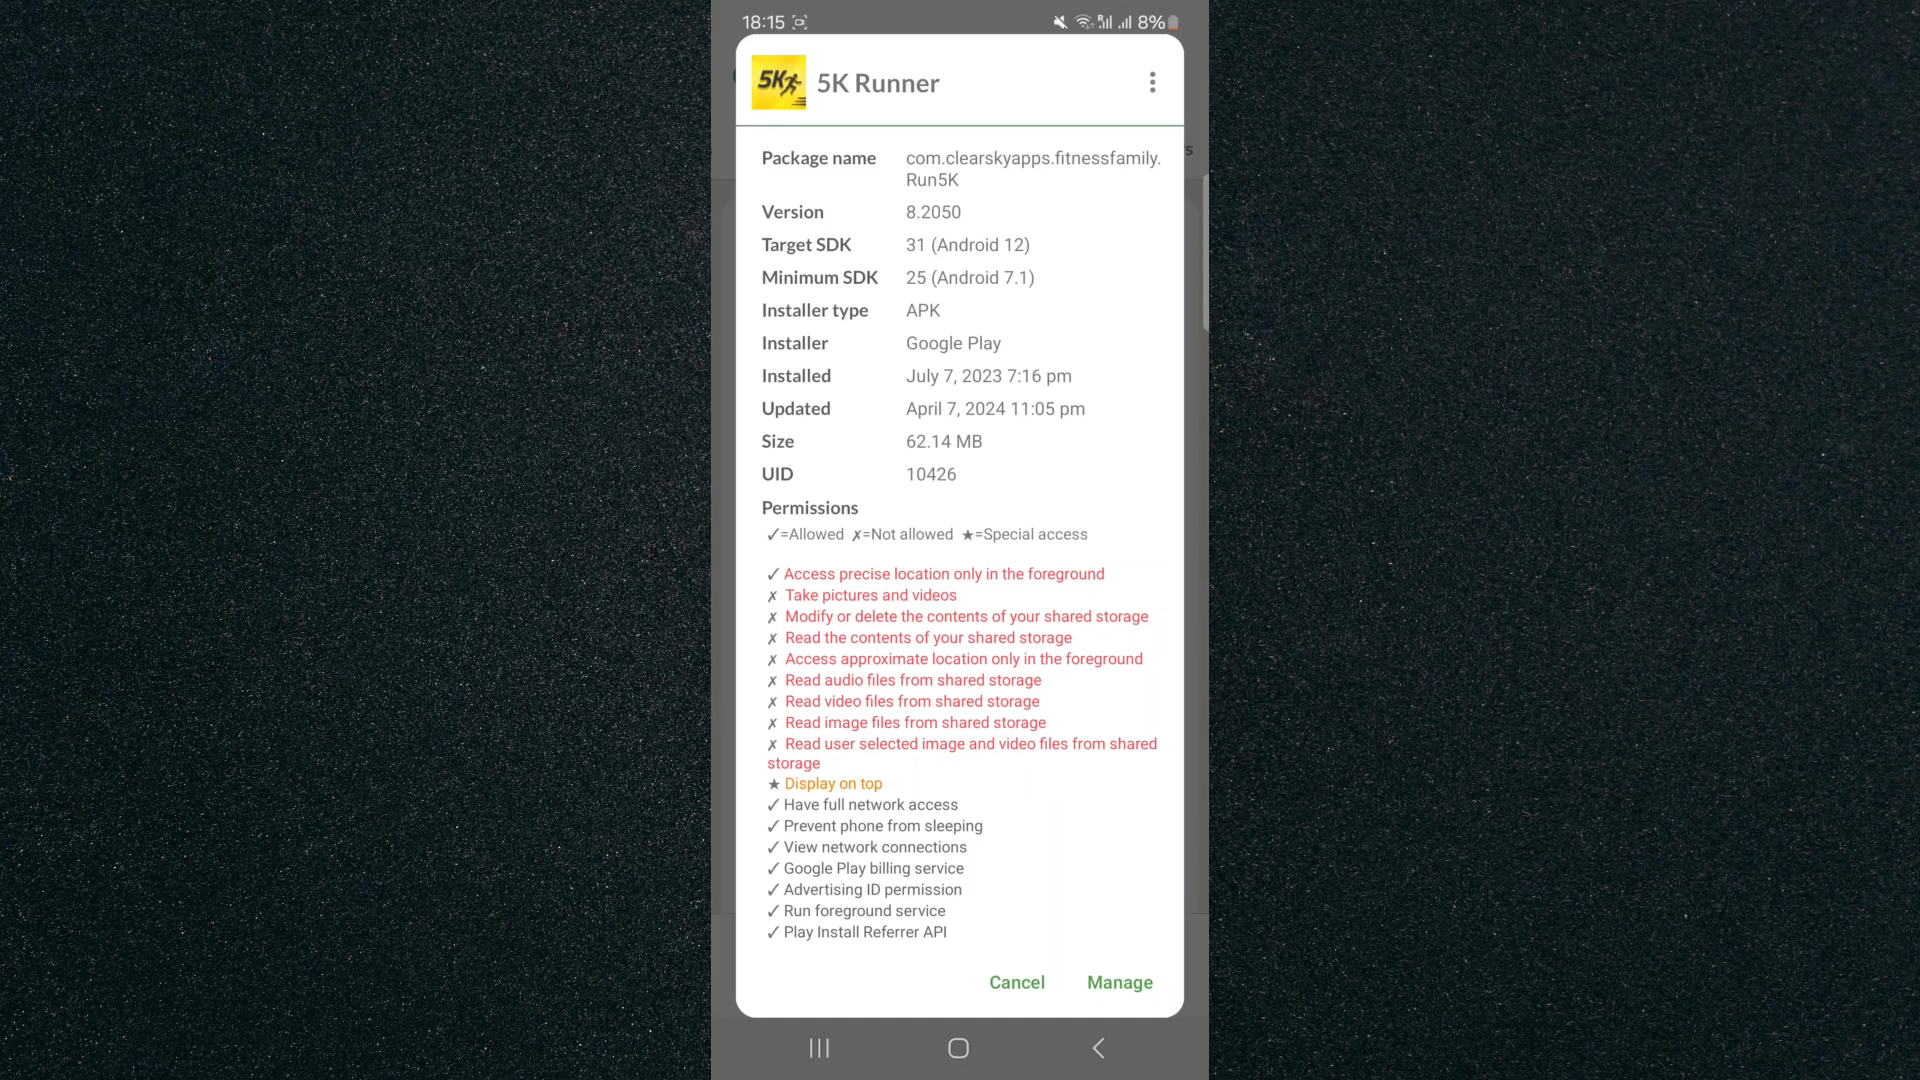 18:15 8%
5K 5K Runner
s
Package name com.clearskyapps.fitnessfamily.
Run5K
Version 8.2050
Target SDK 31 (Android 12)
Minimum SDK 25 (Android 7.1)
Installer type APK
Installer Google Play
Installed July 7, 2023 7:16 pm
Updated April 7, 2024 11:05 pm
Size 62.14 MB
UID 10426
Permissions
✓=Allowed ✗=Not allowed ★=Special access
✓ Access precise location only in the foreground
✗ Take pictures and videos
✗ Modify or delete the contents of your shared storage
✗ Read the contents of your shared storage
✗ Access approximate location only in the foreground
✗ Read audio files from shared storage
✗ Read video files from shared storage
✗ Read image files from shared storage
✗ Read user selected image and video files from shared
storage
★ Display on top
✓ Have full network access
✓ Prevent phone from sleeping
✓ View network connections
✓ Google Play billing service
✓ Advertising ID permission
✓ Run foreground service
✓ Play Install Referrer API
Cancel Manage